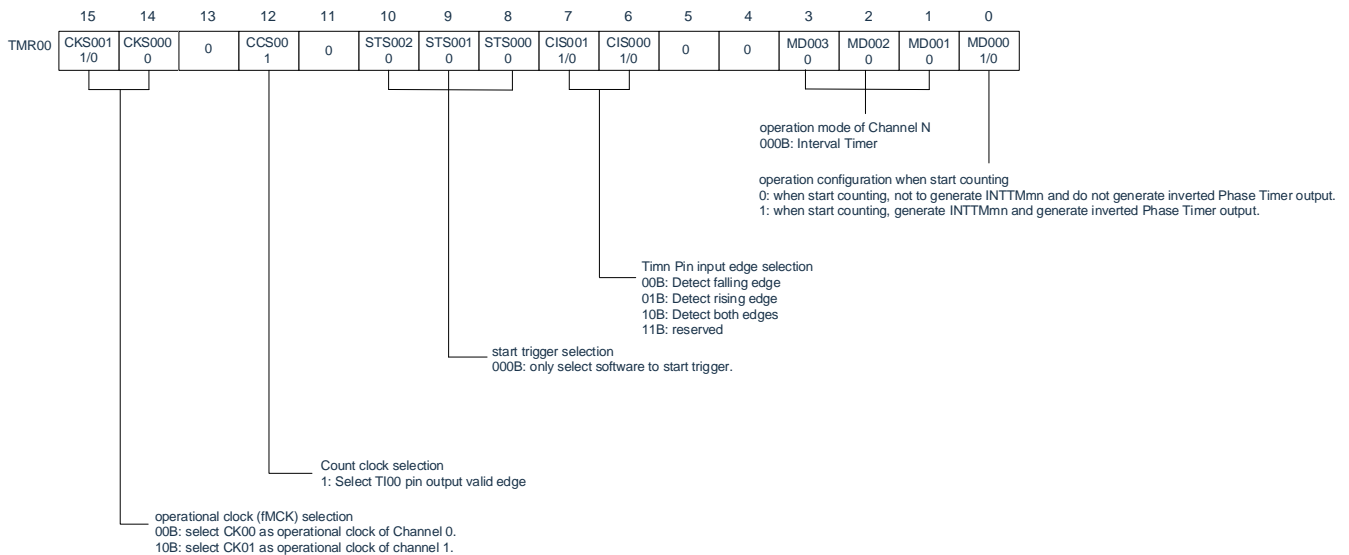 15 14 13 12 11 10 9 8 7 6 5 4 3 2 1 0
TMR00 CKS001 CKS000 0 CCS00 0 STS002 STS001 STS000 CIS001 CIS000 0 0 MD003 MD002 MD001 MD000
1/0 0 1 0 0 0 1/0 1/0 0 0 0 1/0
operation mode of Channel N
000B: Interval Timer
operation configuration when start counting
0: when start counting, not to generate INTTMmn and do not generate inverted Phase Timer output.
1: when start counting, generate INTTMmn and generate inverted Phase Timer output.
Timn Pin input edge selection
00B: Detect falling edge
01B: Detect rising edge
10B: Detect both edges
11B: reserved
start trigger selection
000B: only select software to start trigger.
Count clock selection
1: Select TI00 pin output valid edge
operational clock (fMCK) selection
00B: select CK00 as operational clock of Channel 0.
10B: select CK01 as operational clock of channel 1.